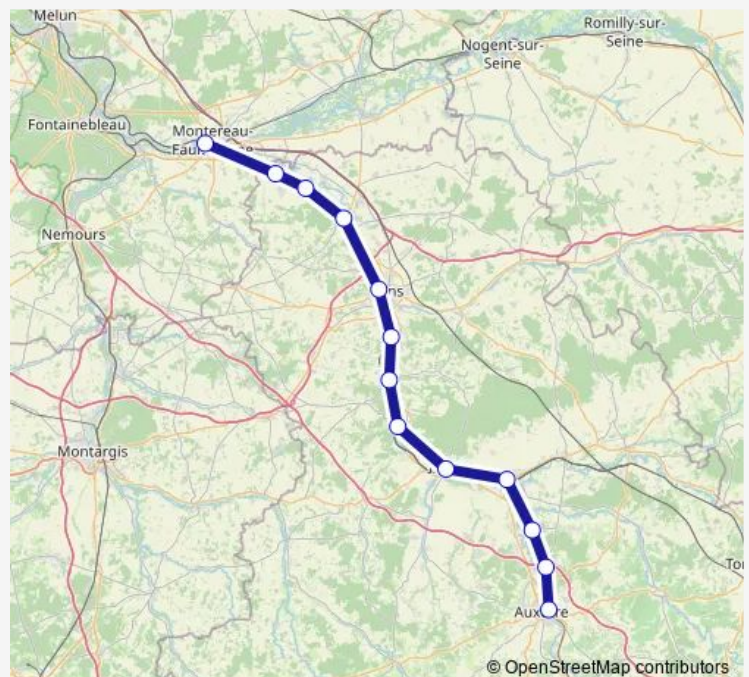 Melun
Romilly-sur-
Seine
Nogent-sur-
Seine
Fontainebleau
Montereau-
Nemours
Montargis
© OpenStreetMap contributors